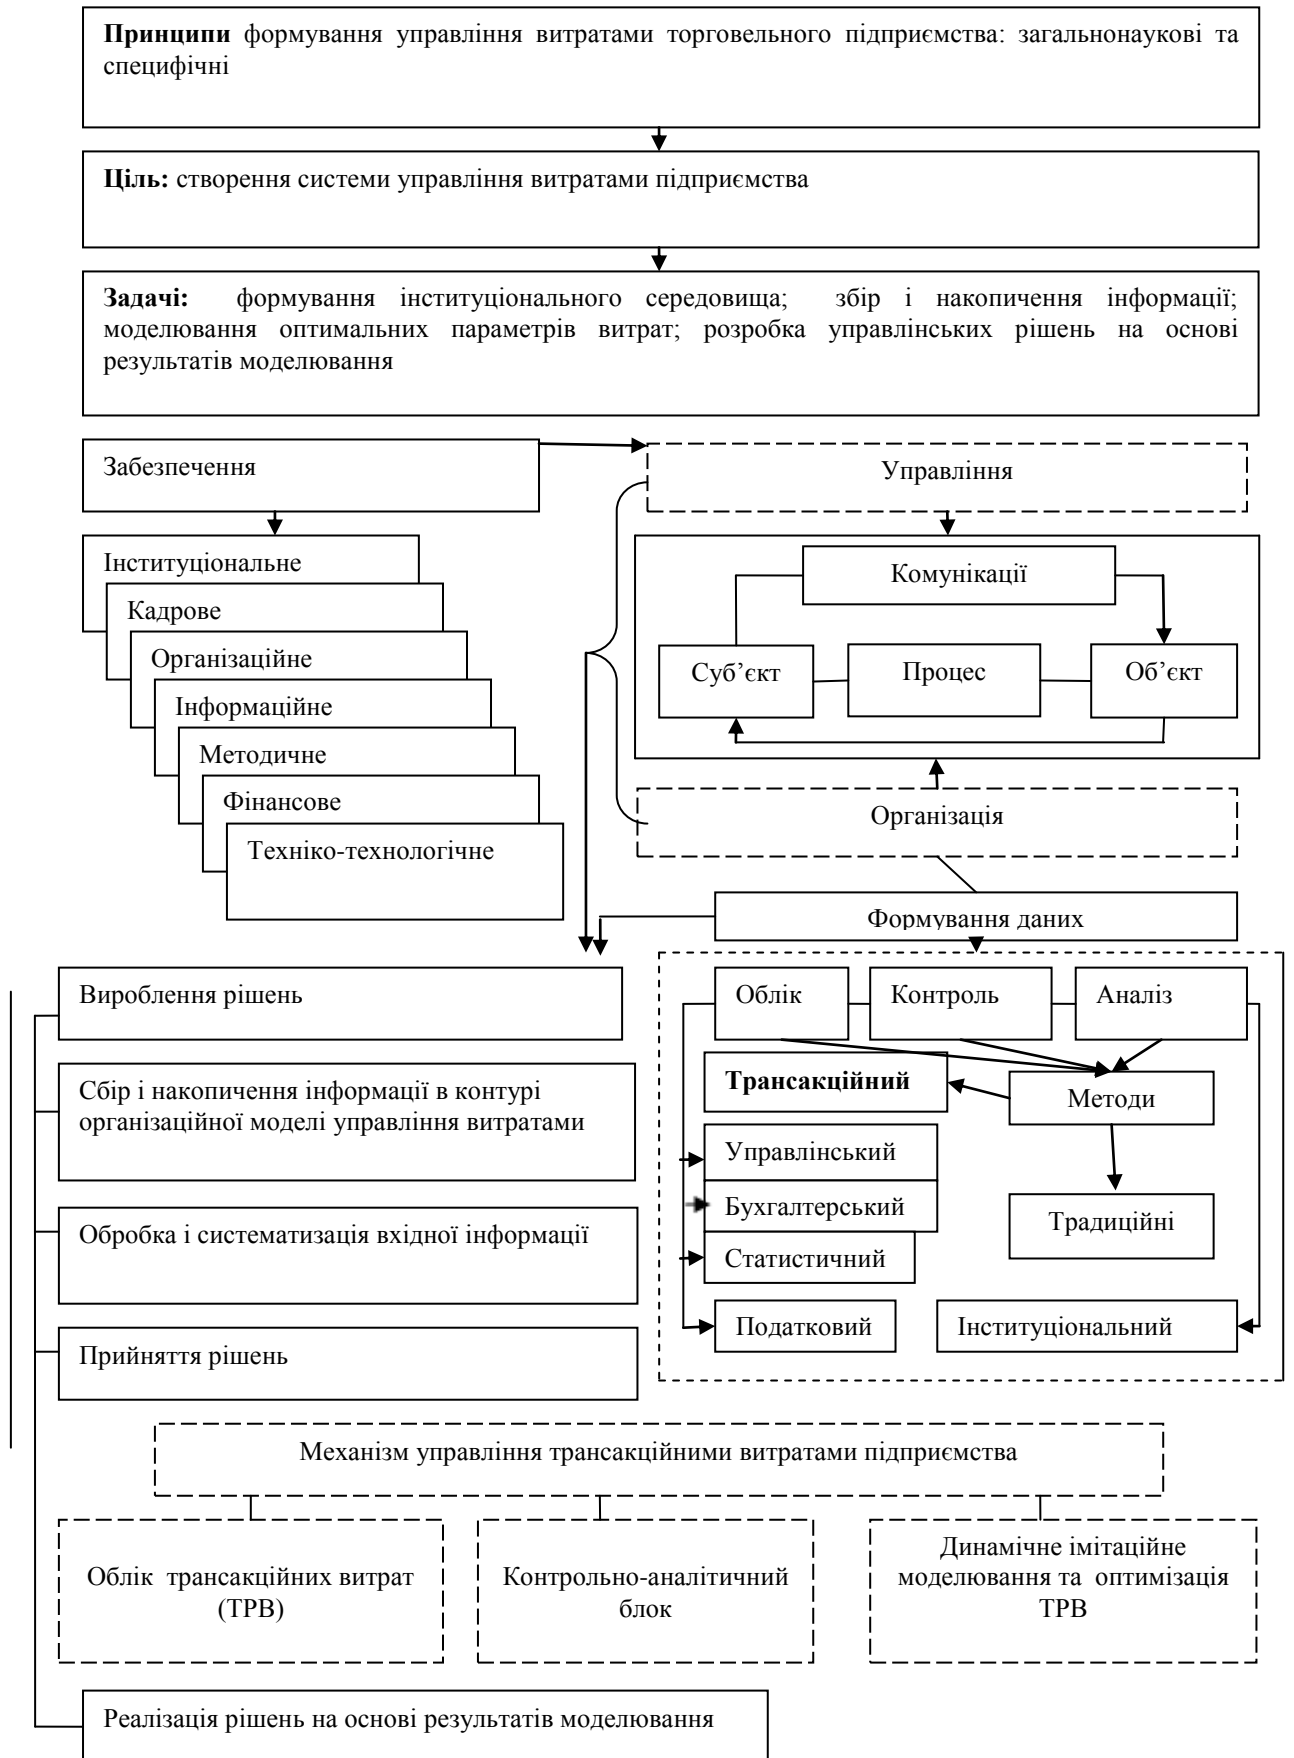 Принципи формування управління витратами торговельного підприємства: загальнонаукові та
специфічні
Ціль: створення системи управління витратами підприємства
Задачі: формування інституціонального середовища; збір і накопичення інформації;
моделювання оптимальних параметрів витрат; розробка управлінських рішень на основі
результатів моделювання
Забезпечення
Управління
Інституціональне
Кадрове
Організаційне
Інформаційне
Методичне
Фінансове
Техніко-технологічне
Комунікації
Суб’єкт
Процес
Об’єкт
Організація
Формування даних
Вироблення рішень
Сбір і накопичення інформації в контурі
організаційної моделі управління витратами
Обробка і систематизація вхідної інформації
Прийняття рішень
Облік
Контроль
Аналіз
Трансакційний
Методи
Управлінський
Бухгалтерський
Традиційні
Статистичний
Податковий
Інституціональний
Механізм управління трансакційними витратами підприємства
Облік трансакційних витрат
(ТРВ)
Контрольно-аналітичний
блок
Динамічне імітаційне
моделювання та оптимізація
ТРВ
Реалізація рішень на основі результатів моделювання